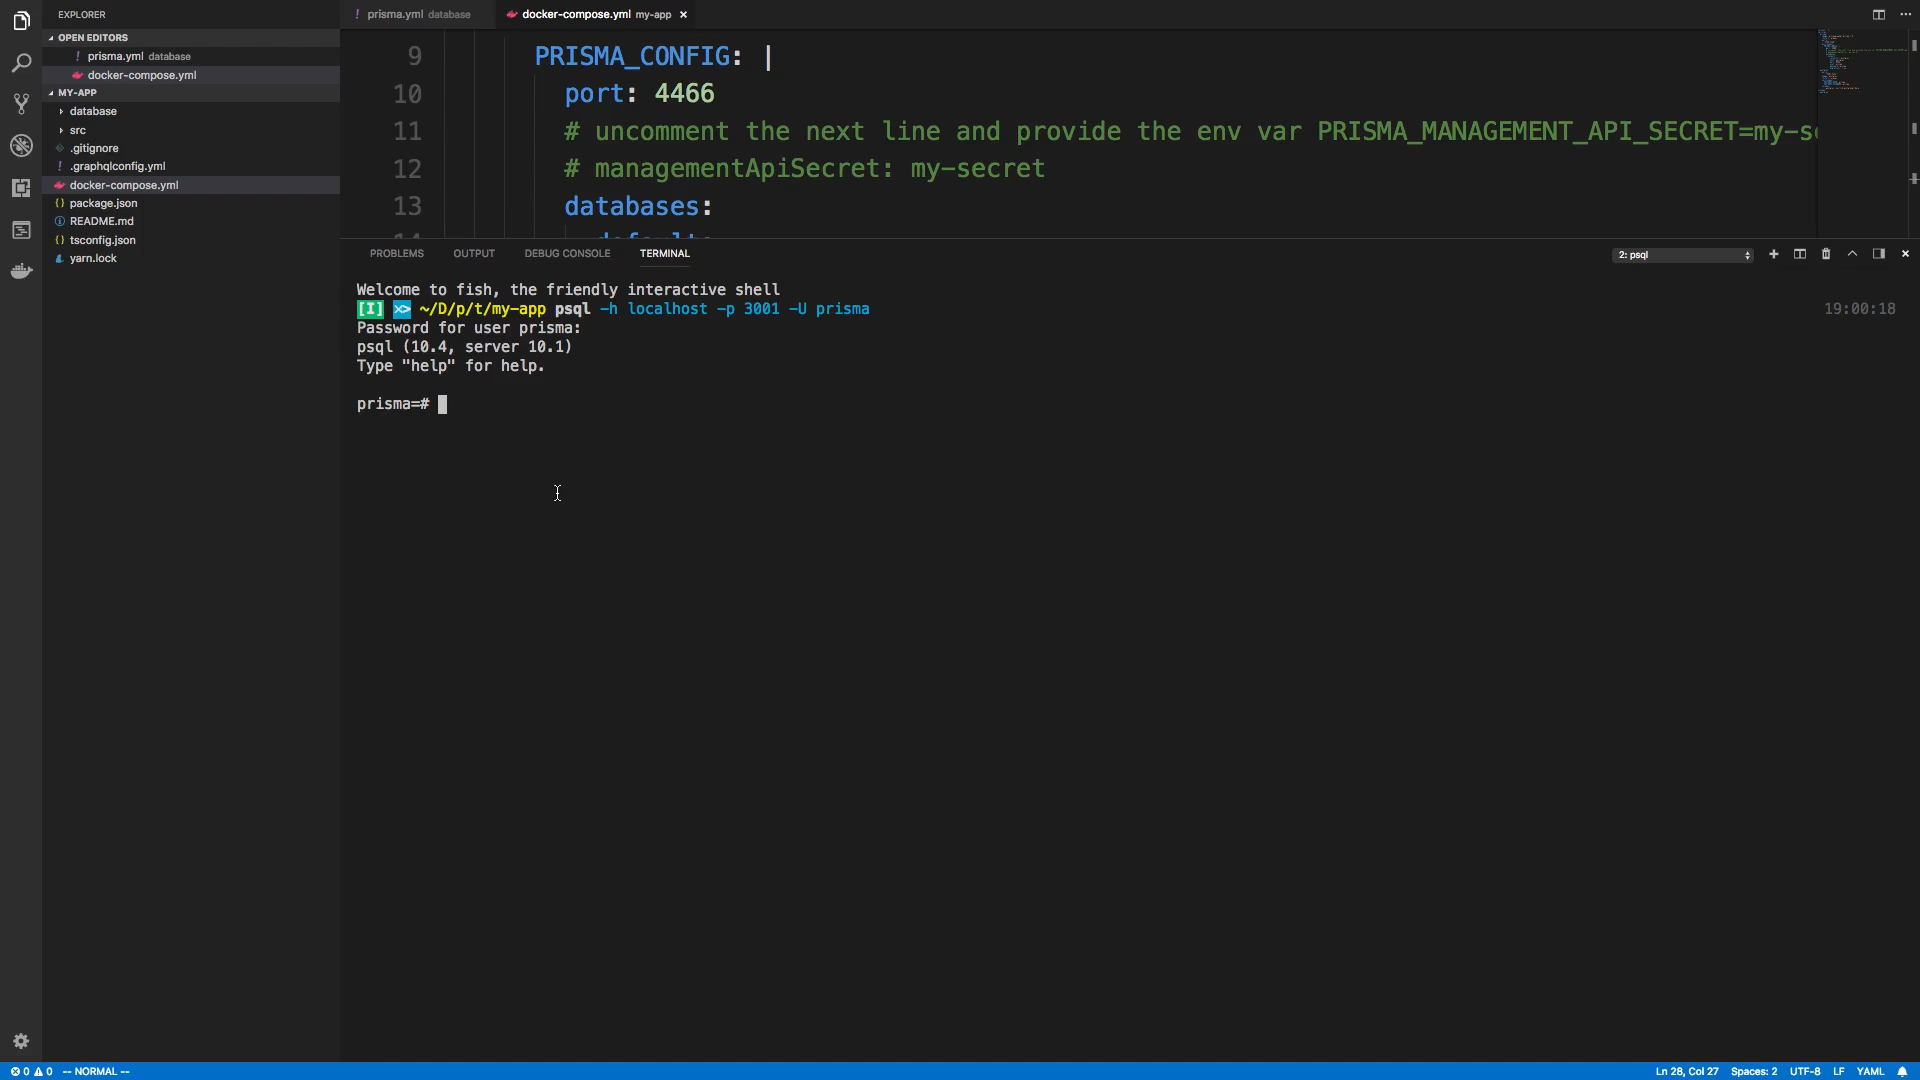 EXPLORER
OPEN EDITORS
! prisma.yml database
docker-compose.yml
MY-APP
database
src
.gitignore
! .graphqlconfig.yml
docker-compose.yml
{} package.json
README.md
{} tsconfig.json
yarn.lock
! prisma.yml database
docker-compose.yml my-app ×
9 PRISMA_CONFIG: |
10 port: 4466
11 # uncomment the next line and provide the env var PRISMA_MANAGEMENT_API_SECRET=my-se
12 # managementApiSecret: my-secret
13 databases:
14 default:
PROBLEMS OUTPUT DEBUG CONSOLE TERMINAL
2: psql
Welcome to fish, the friendly interactive shell
[I] >> ~/D/p/t/my-app psql -h localhost -p 3001 -U prisma 19:00:18
Password for user prisma:
psql (10.4, server 10.1)
Type "help" for help.
prisma=#
0 0 -- NORMAL --
Ln 28, Col 27 Spaces: 2 UTF-8 LF YAML